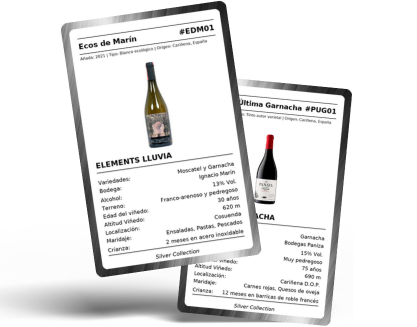 Ecos de Marín #EDM01
Añada: 2021 | Tipo: Blanco ecológico | Origen: Cariñena, España
ELEMENTS LLUVIA
Variedades: Moscatel y Garnacha
Bodega: Ignacio Marín
Alcohol: 13% Vol.
Terreno: Franco-arenoso y pedregoso
Edad del viñedo: 30 años
Altitud Viñedo: 620 m
Localización: Cosuenda
Maridaje: Ensaladas, Pastas, Pescados
Crianza: 2 meses en acero inoxidable
Silver Collection
Última Garnacha #PUG01
Tinto autor varietal | Origen: Cariñena, España
PANIZA
ACHA
Garnacha
Bodegas Paniza
15% Vol.
Muy pedregoso
75 años
Altitud Viñedo: 690 m
Localización: Cariñena D.O.P.
Maridaje: Carnes rojas, Quesos de oveja
Crianza: 12 meses en barricas de roble francés
Silver Collection